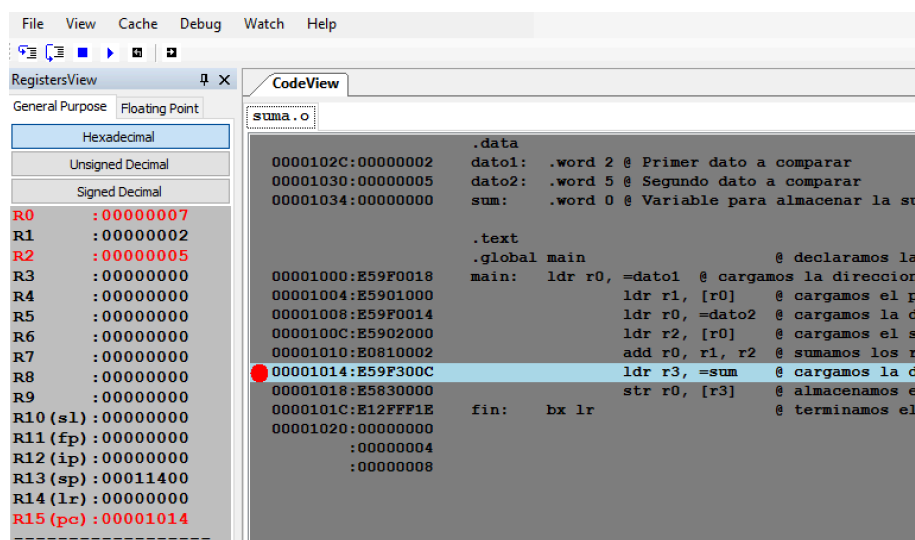 File View Cache Debug Watch Help
RegistersView
General Purpose Floating Point
Hexadecimal
Unsigned Decimal
Signed Decimal
R0 :00000007
R1 :00000002
R2 :00000005
R3 :00000000
R4 :00000000
R5 :00000000
R6 :00000000
R7 :00000000
R8 :00000000
R9 :00000000
R10(sl):00000000
R11(fp):00000000
R12(ip):00000000
R13(sp):00011400
R14(lr):00000000
R15(pc):00001014
CodeView
suma.o
.data
0000102C:00000002 dato1: .word 2 @ Primer dato a comparar
00001030:00000005 dato2: .word 5 @ Segundo dato a comparar
00001034:00000000 sum: .word 0 @ Variable para almacenar la su
.text
.global main @ declaramos la
00001000:E59F0018 main: ldr r0, =dato1 @ cargamos la direccion
00001004:E5901000 ldr r1, [r0] @ cargamos el p
00001008:E59F0014 ldr r0, =dato2 @ cargamos la d
0000100C:E5902000 ldr r2, [r0] @ cargamos el s
00001010:E0810002 add r0, r1, r2 @ sumamos los r
00001014:E59F300C ldr r3, =sum @ cargamos la d
00001018:E5830000 str r0, [r3] @ almacenamos e
0000101C:E12FFF1E fin: bx lr @ terminamos el
00001020:00000000
:00000004
:00000008